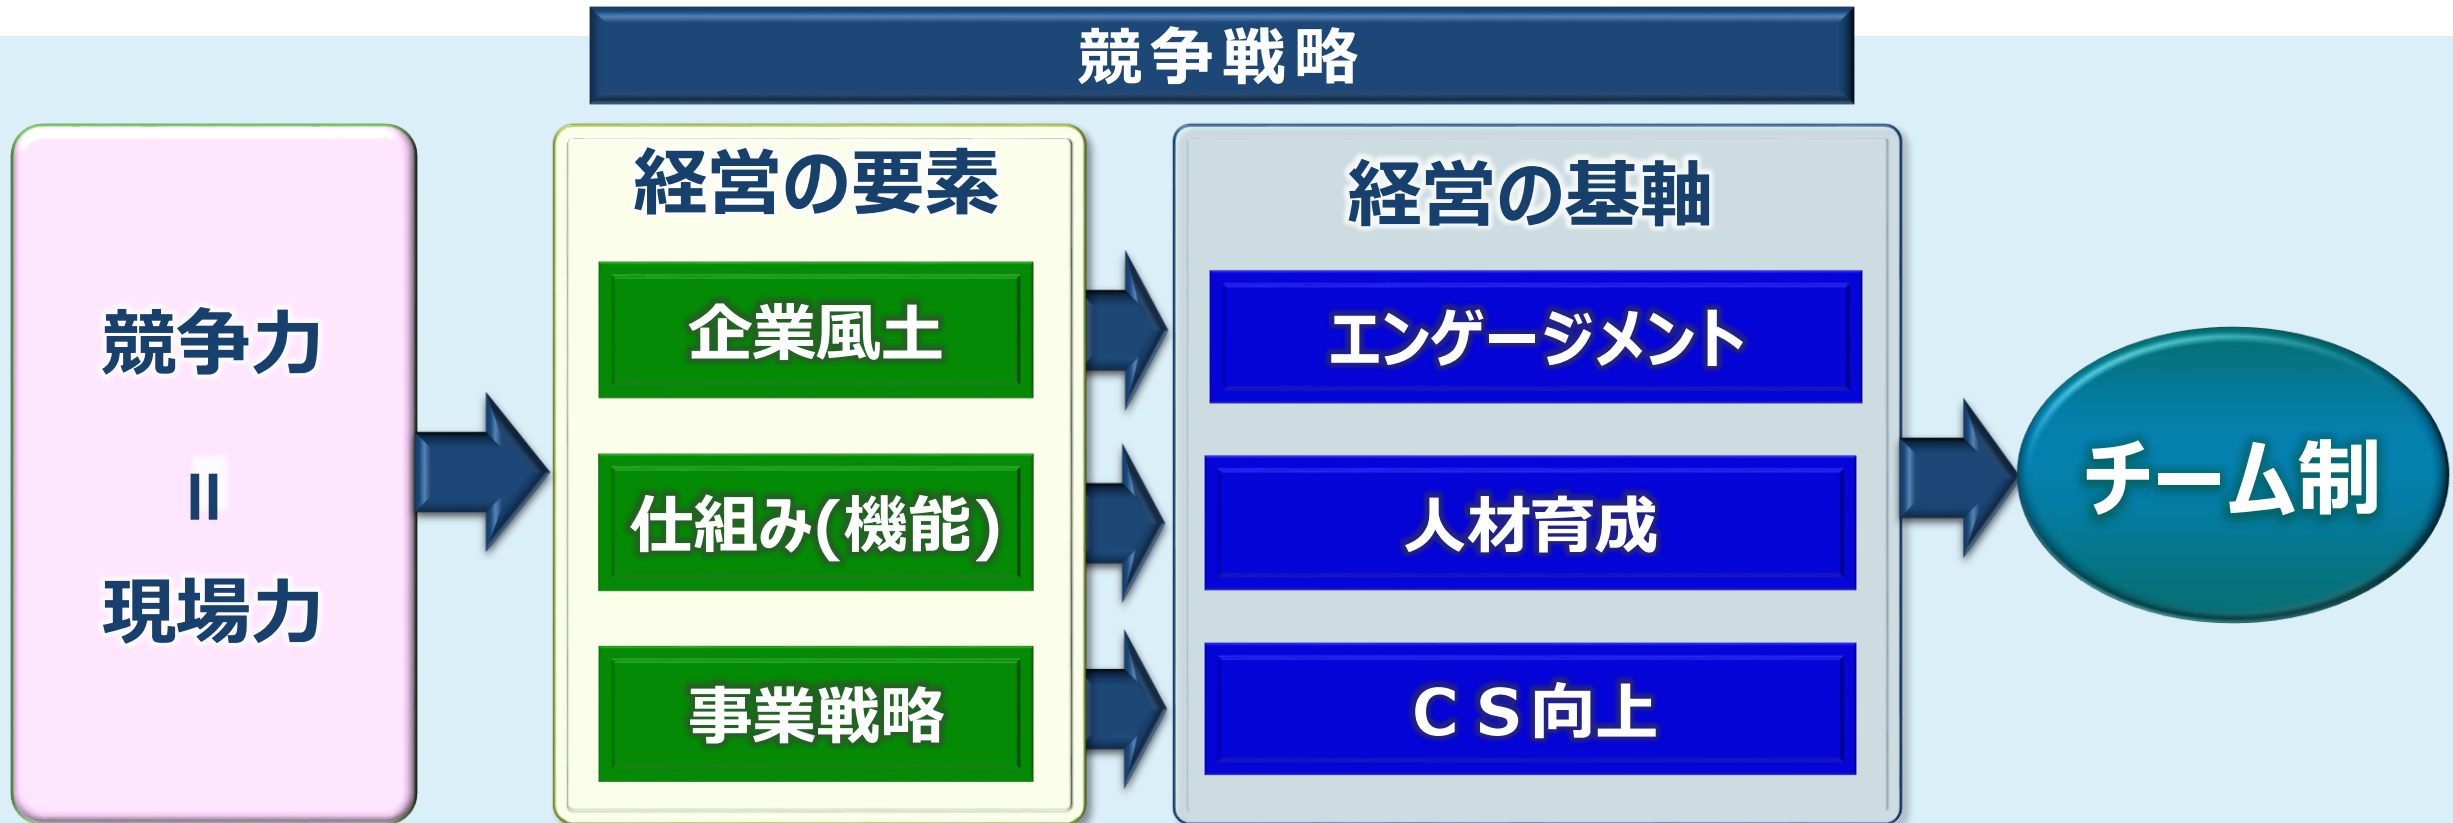 競争戦略
競争力
＝
現場力
経営の要素
企業風土
仕組み(機能)
事業戦略
経営の基軸
エンゲージメント
人材育成
ＣＳ向上
チーム制